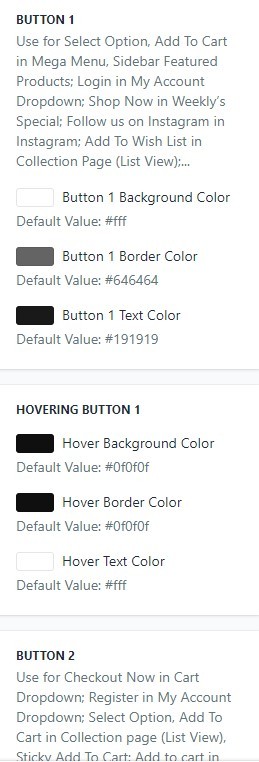 BUTTON 1
Use for Select Option, Add To Cart
in Mega Menu, Sidebar Featured
Products; Login in My Account
Dropdown; Shop Now in Weekly's
Special; Follow us on Instagram in
Instagram; Add To Wish List in
Collection Page (List View);...
Button 1 Background Color
Default Value: #fff
Button 1 Border Color
Default Value: #646464
Button 1 Text Color
Default Value: #191919
HOVERING BUTTON 1
Hover Background Color
Default Value: #0f0f0f
Hover Border Color
Default Value: #0f0f0f
Hover Text Color
Default Value: #fff
BUTTON 2
Use for Checkout Now in Cart
Dropdown; Register in My Account
Dropdown; Select Option, Add To
Cart in Collection page (List View),
Sticky Add To Cart; Add to cart in